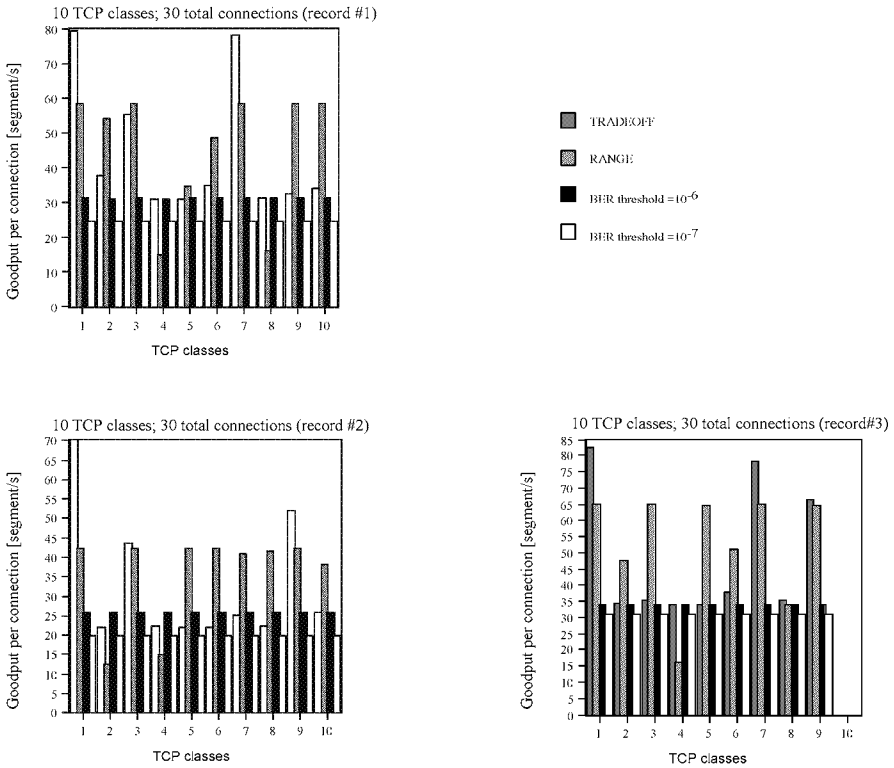 10 TCP classes; 30 total connections (record #1)
Goodput per connection [segment/s]
80
70
60
50
40
30
20
10
0
1 2 3 4 5 6 7 8 9 10
TCP classes
TRADEOFF
RANGE
BER threshold =10-6
BER threshold =10-7
10 TCP classes; 30 total connections (record #2)
Goodput per connection [segment/s]
70
65
60
55
50
45
40
35
30
25
20
15
10
5
0
1 2 3 4 5 6 7 8 9 10
TCP classes
10 TCP classes; 30 total connections (record#3)
Goodput per connection [segment/s]
85
80
75
70
65
60
55
50
45
40
35
30
25
20
15
10
5
0
1 2 3 4 5 6 7 8 9 10
TCP classes